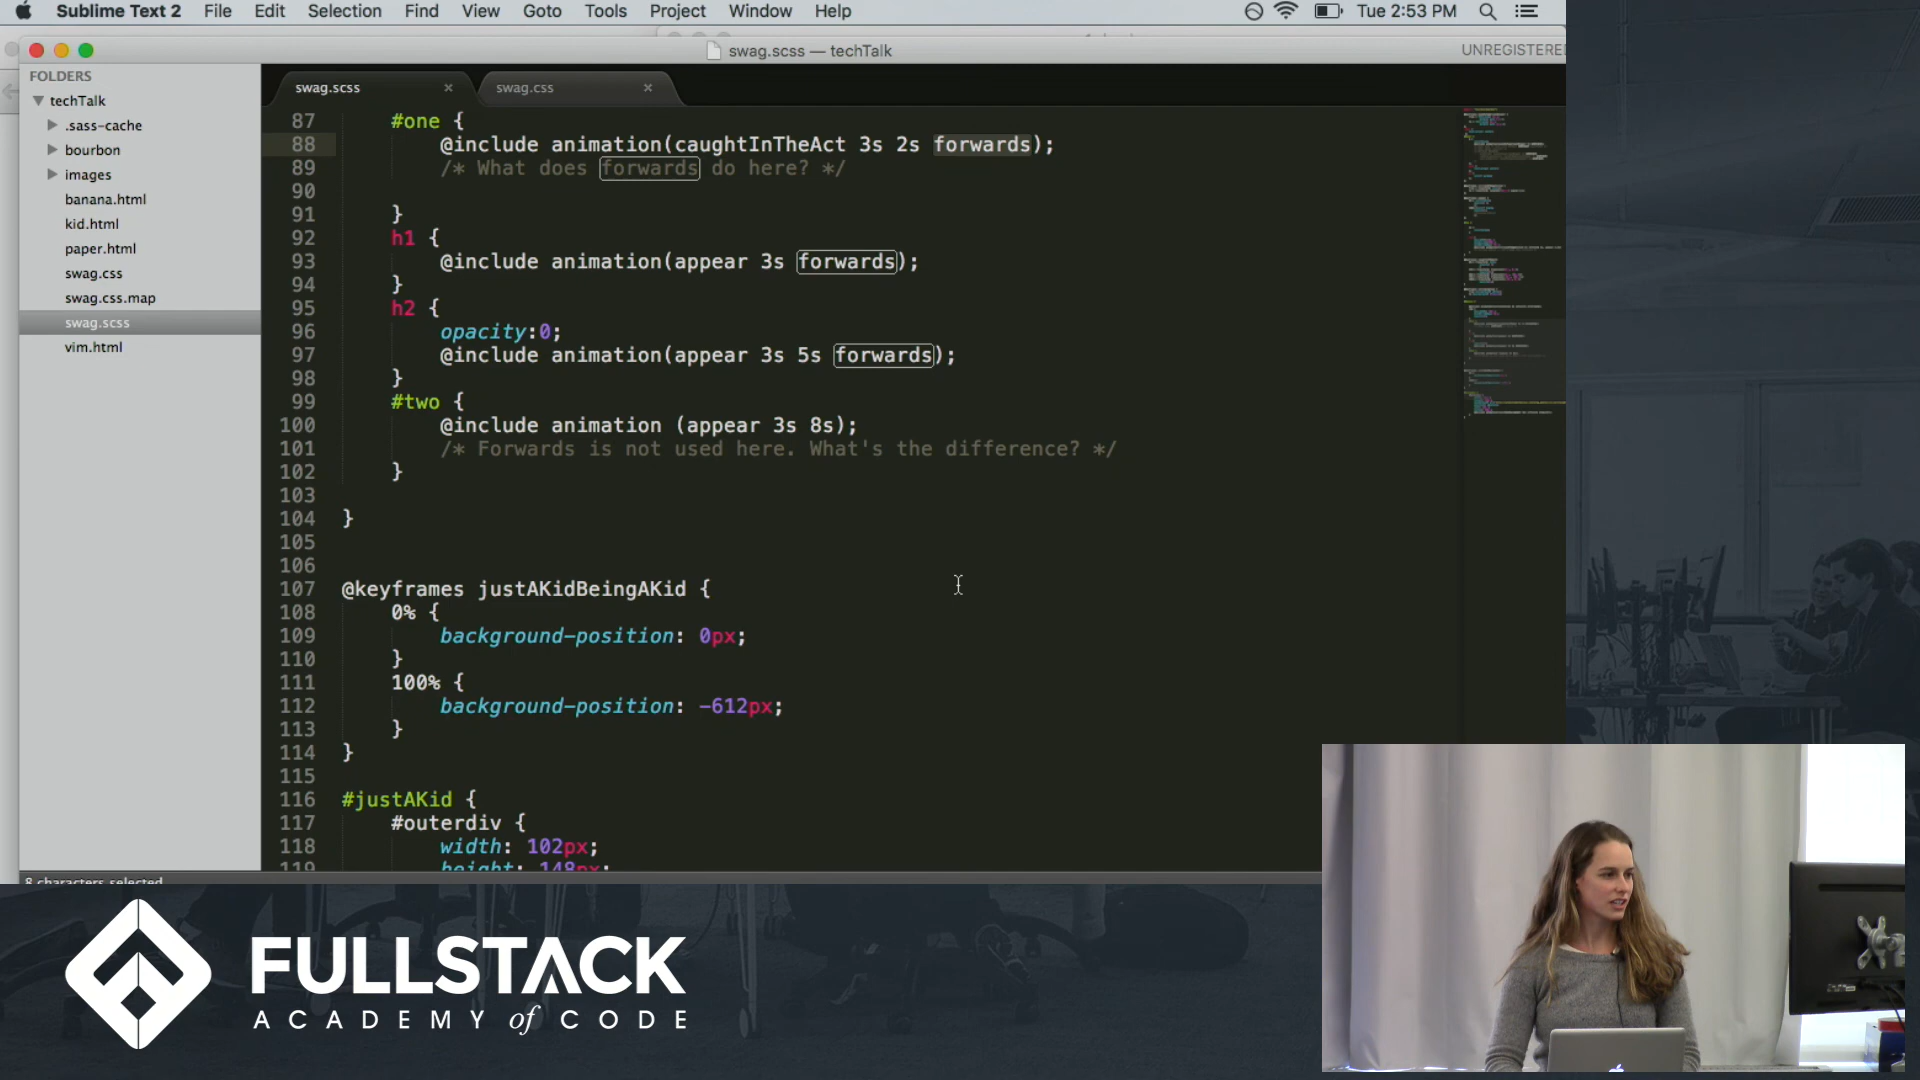 Sublime Text 2 File Edit Selection Find View Goto Tools Project Window Help Tue 2:53 PM
swag.scss — techTalk UNREGISTERED
FOLDERS
techTalk
.sass-cache
bourbon
images
banana.html
kid.html
paper.html
swag.css
swag.css.map
swag.scss
vim.html
swag.scss × swag.css ×
87 #one {
88 @include animation(caughtInTheAct 3s 2s forwards);
89 /* What does forwards do here? */
90
91 }
92 h1 {
93 @include animation(appear 3s forwards);
94 }
95 h2 {
96 opacity:0;
97 @include animation(appear 3s 5s forwards);
98 }
99 #two {
100 @include animation (appear 3s 8s);
101 /* Forwards is not used here. What's the difference? */
102 }
103
104 }
105
106
107 @keyframes justAKidBeingAKid {
108 0% {
109 background-position: 0px;
110 }
111 100% {
112 background-position: -612px;
113 }
114 }
115
116 #justAKid {
117 #outerdiv {
118 width: 102px;
119 height: 148px;
8 characters selected
FULLSTACK
ACADEMY of CODE